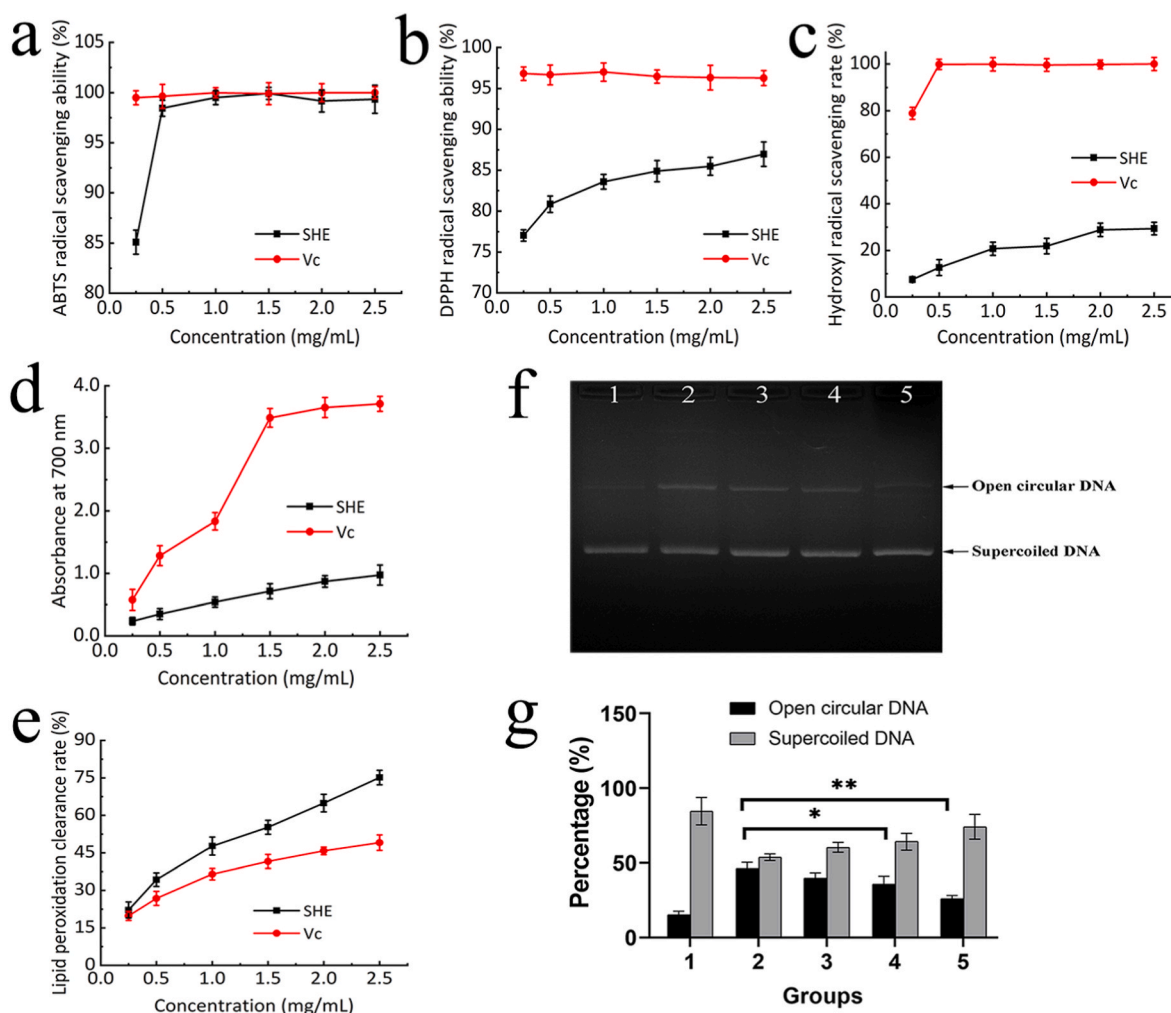 a
ABTS radical scavenging ability (%)
105
100
95
90
85
80
SHE
Vc
0.0 0.5 1.0 1.5 2.0 2.5
Concentration (mg/mL)
b
DPPH radical scavenging ability (%)
100
95
90
85
80
75
70
SHE
Vc
0.0 0.5 1.0 1.5 2.0 2.5
Concentration (mg/mL)
c
Hydroxyl radical scavenging rate (%)
100
80
60
40
20
0
SHE
Vc
0.0 0.5 1.0 1.5 2.0 2.5
Concentration (mg/mL)
d
Absorbance at 700 nm
4.0
3.0
2.0
1.0
0.0
SHE
Vc
0.0 0.5 1.0 1.5 2.0 2.5
Concentration (mg/mL)
f
1 2 3 4 5
Open circular DNA
Supercoiled DNA
e
Lipid peroxidation clearance rate (%)
90
75
60
45
30
15
0
SHE
Vc
0.0 0.5 1.0 1.5 2.0 2.5
Concentration (mg/mL)
g
Open circular DNA
Supercoiled DNA
Percentage (%)
150
100
50
0
**
*
1 2 3 4 5
Groups